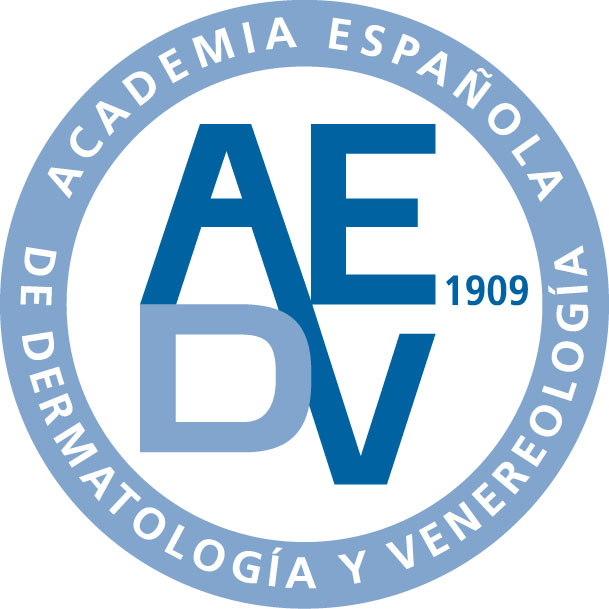 ACADEMIA ESPAÑOLA
DE DERMATOLOGÍA Y VENEREOLOGÍA
AE
1909
DV